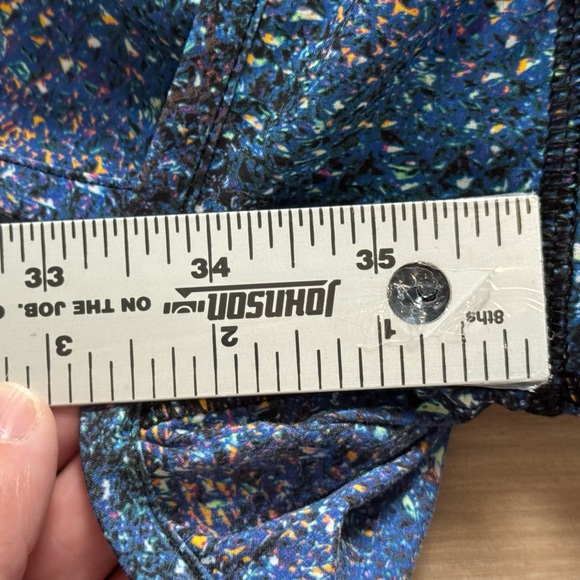 33 34 35
ON THE JOB. JOHNSON
3 2 1 8ths